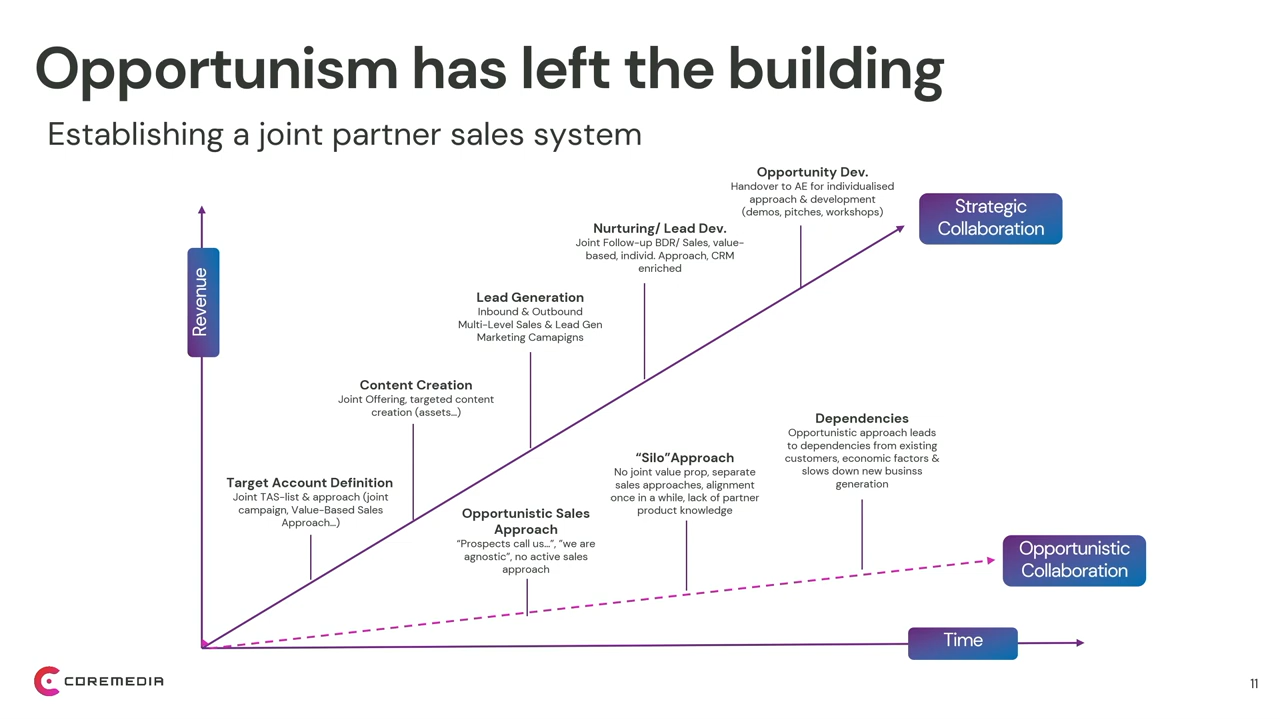 Opportunism has left the building
Establishing a joint partner sales system
Opportunity Dev.
Handover to AE for individualised
approach & development
(demos, pitches, workshops)
Strategic
Collaboration
Nurturing/ Lead Dev.
Joint Follow-up BDR/ Sales, value-
based, individ. Approach, CRM
enriched
Revenue
Lead Generation
Inbound & Outbound
Multi-Level Sales & Lead Gen
Marketing Camapigns
Content Creation
Joint Offering, targeted content
creation (assets…)
Target Account Definition
Joint TAS-list & approach (joint
campaign, Value-Based Sales
Approach…)
Opportunistic Sales
Approach
“Prospects call us…“, ”we are
agnostic”, no active sales
approach
“Silo”Approach
No joint value prop, separate
sales approaches, alignment
once in a while, lack of partner
product knowledge
Dependencies
Opportunistic approach leads
to dependencies from existing
customers, economic factors &
slows down new businss
generation
Opportunistic
Collaboration
Time
COREMEDIA
11